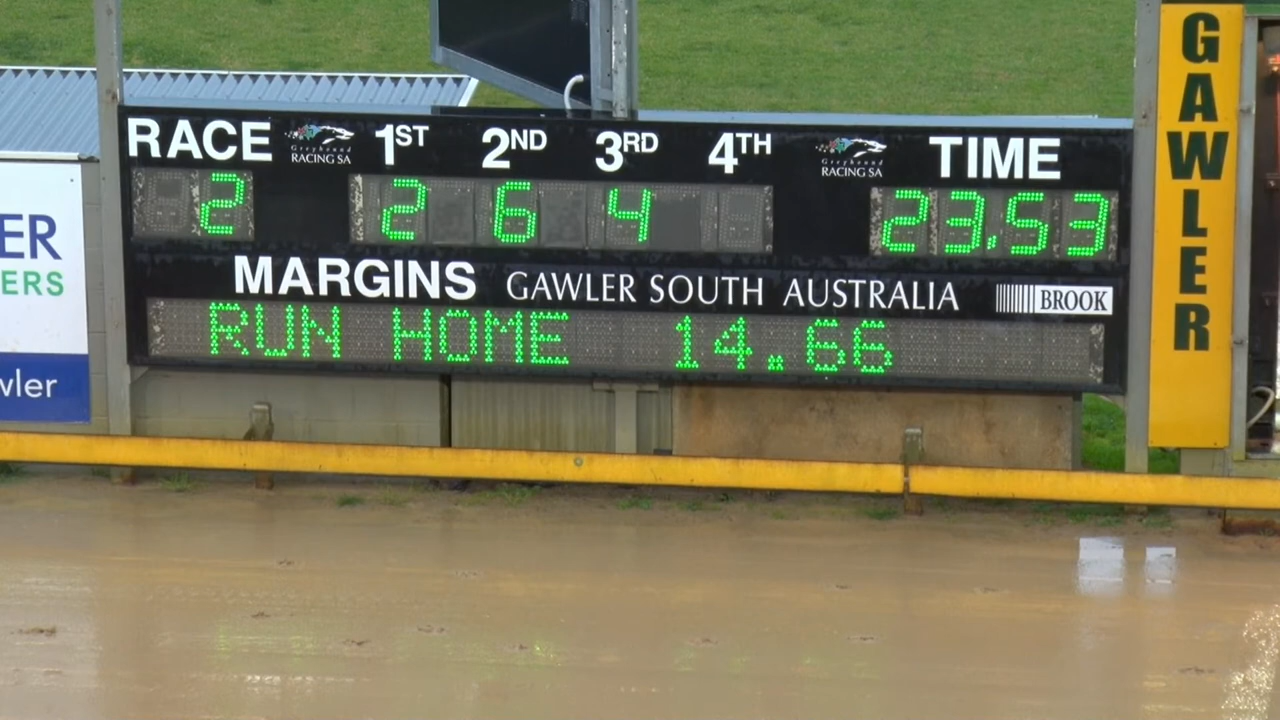 RACE Greyhound RACING SA 1ST 2ND 3RD 4TH Greyhound RACING SA TIME
2 2 6 4 23.53
MARGINS GAWLER SOUTH AUSTRALIA BROOK
RUN HOME 14.66
GAWLER
ER
ERS
wler